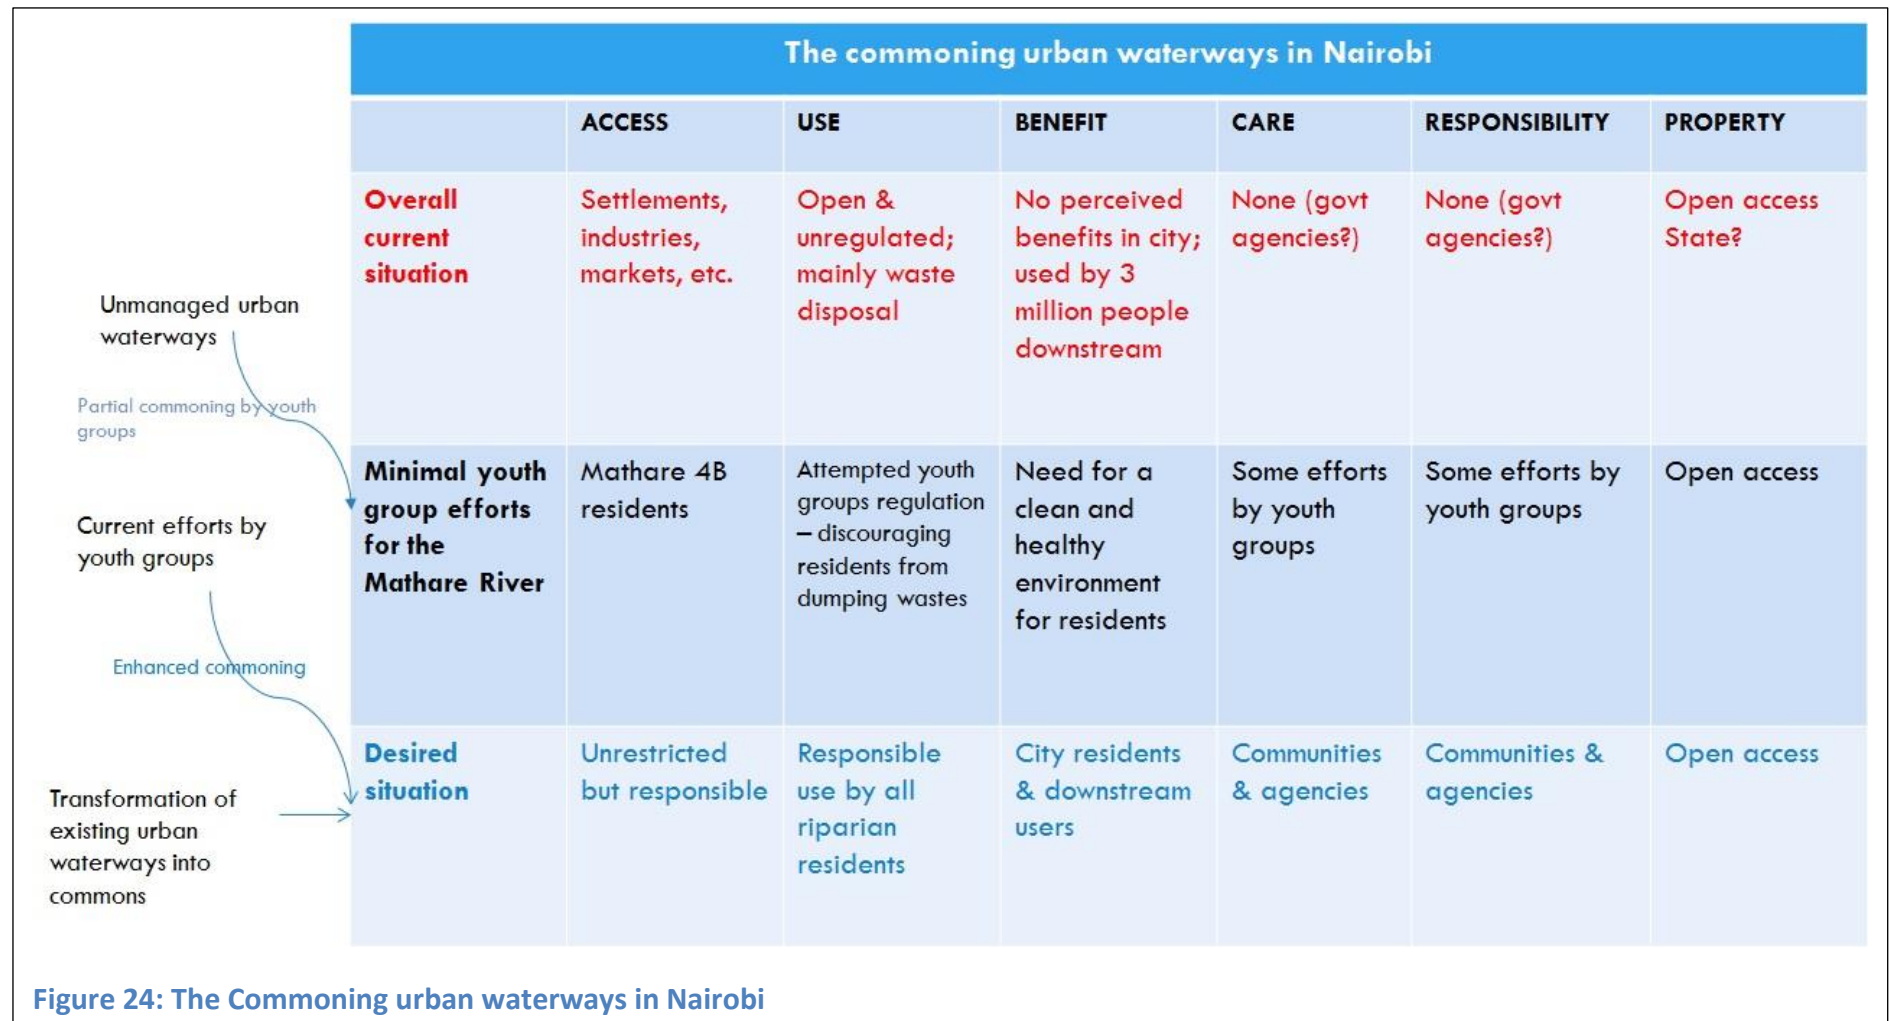 The commoning urban waterways in Nairobi
ACCESS
USE
BENEFIT
CARE
RESPONSIBILITY
PROPERTY
Overall
current
situation
Settlements,
industries,
markets, etc.
Open &
unregulated;
mainly waste
disposal
No perceived
benefits in city;
used by 3
million people
downstream
None (govt
agencies?)
None (govt
agencies?)
Open access
State?
Unmanaged urban
waterways
Partial commoning by youth
groups
Minimal youth
group efforts
for the
Mathare River
Mathare 4B
residents
Attempted youth
groups regulation
– discouraging
residents from
dumping wastes
Need for a
clean and
healthy
environment
for residents
Some efforts
by youth
groups
Some efforts by
youth groups
Open access
Current efforts by
youth groups
Enhanced commoning
Desired
situation
Unrestricted
but responsible
Responsible
use by all
riparian
residents
City residents
& downstream
users
Communities
& agencies
Communities &
agencies
Open access
Transformation of
existing urban
waterways into
commons
Figure 24: The Commoning urban waterways in Nairobi